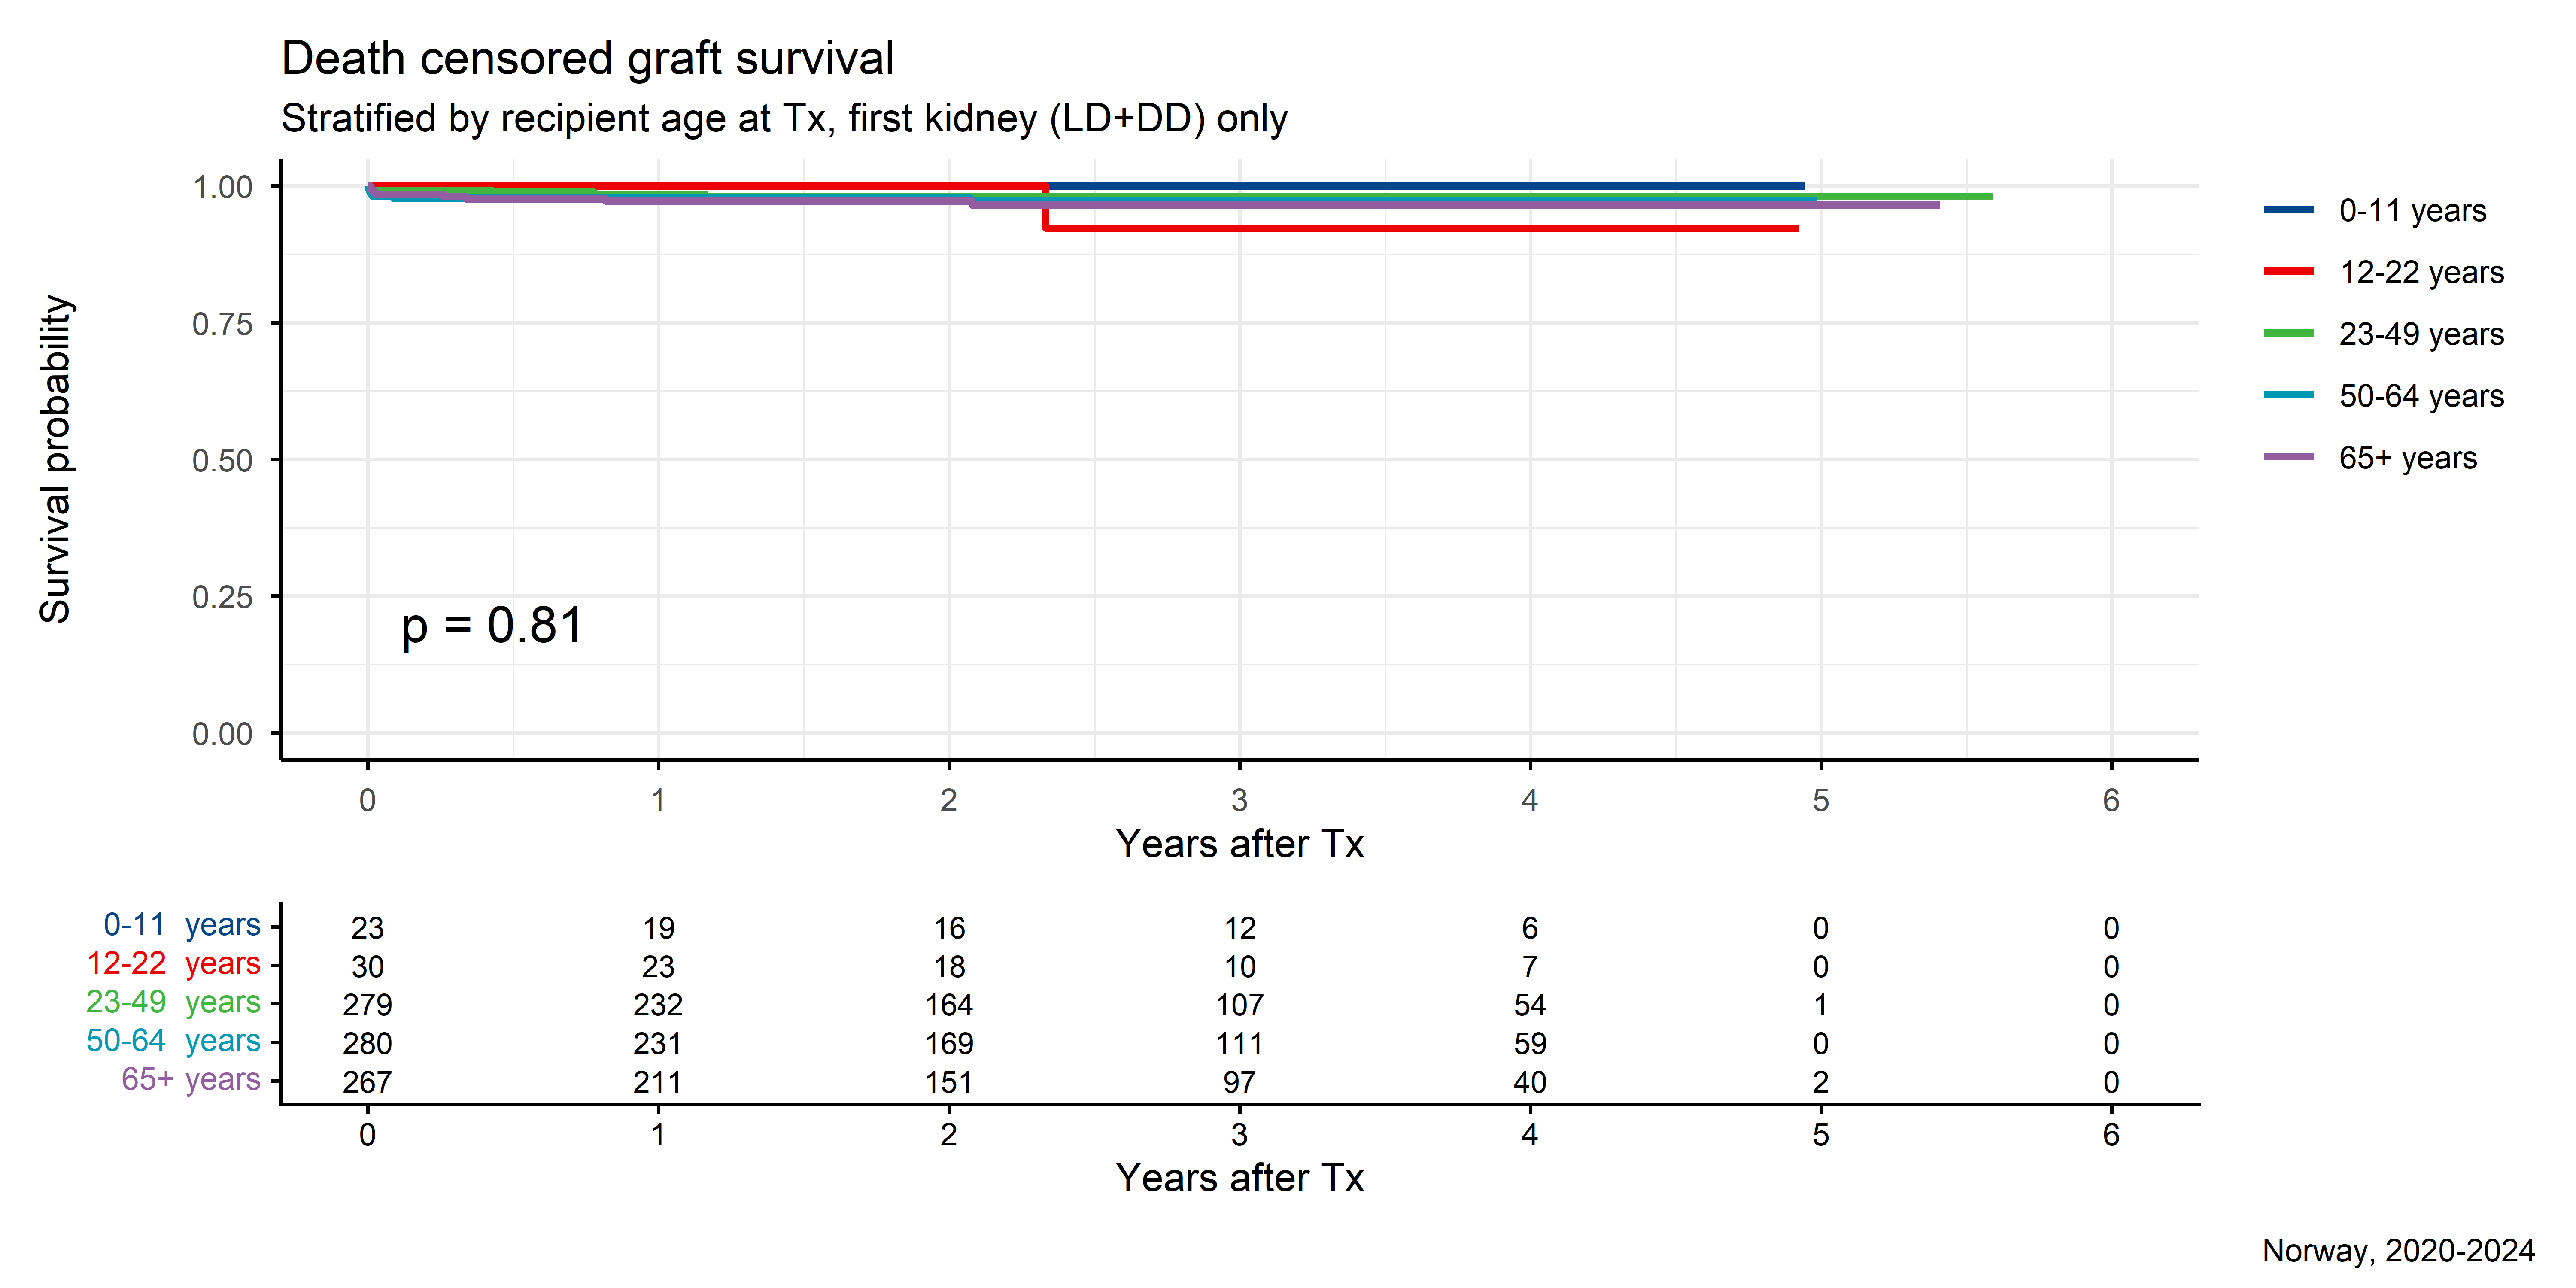 Death censored graft survival
Stratified by recipient age at Tx, first kidney (LD+DD) only
Survival probability
1.00
0.75
0.50
0.25
0.00
p = 0.81
0 1 2 3 4 5 6
Years after Tx
0-11 years
12-22 years
23-49 years
50-64 years
65+ years
0-11 years 23 19 16 12 6 0 0
12-22 years 30 23 18 10 7 0 0
23-49 years 279 232 164 107 54 1 0
50-64 years 280 231 169 111 59 0 0
65+ years 267 211 151 97 40 2 0
0 1 2 3 4 5 6
Years after Tx
Norway, 2020-2024